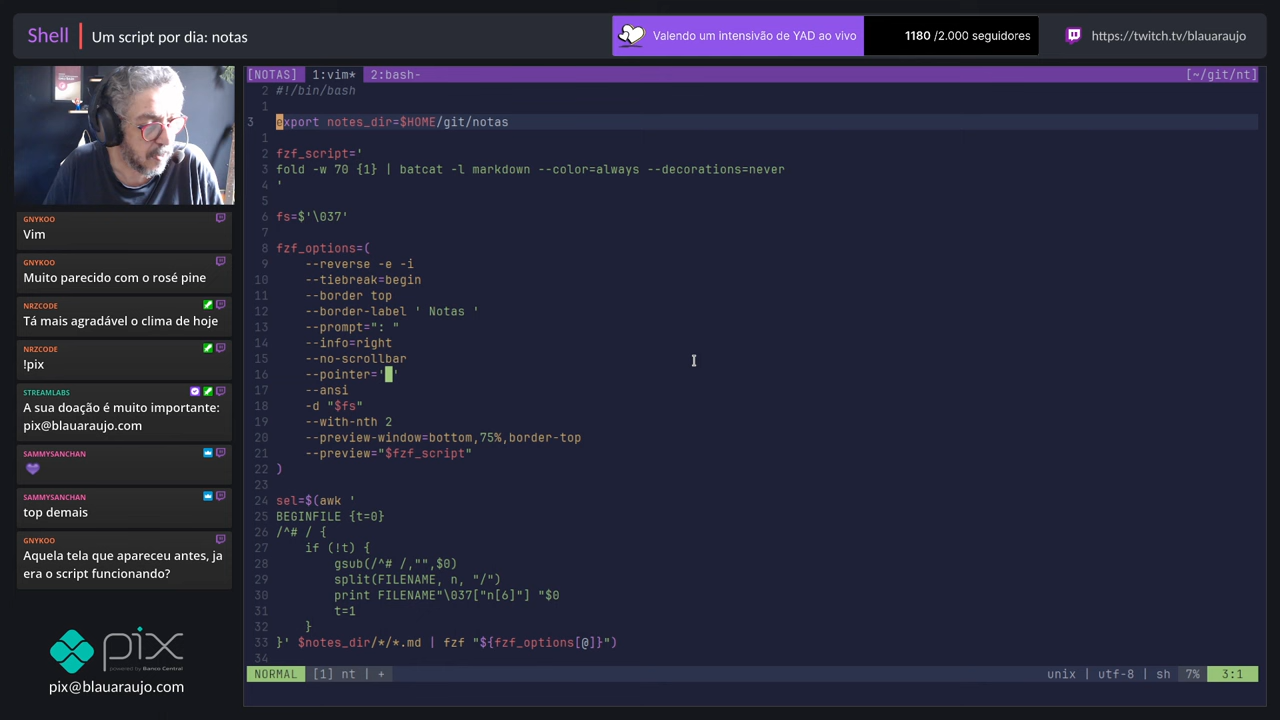 Shell | Um script por dia: notas
Valendo um intensivão de YAD ao vivo
1180 /2.000 seguidores
https://twitch.tv/blauaraujo
[NOTAS] 1:vim* 2:bash- [~/git/nt]
2 #!/bin/bash
1
3 export notes_dir=$HOME/git/notas
1
2 fzf_script='
3 fold -w 70 {1} | batcat -l markdown --color=always --decorations=never
4 '
5
6 fs=$'\037'
7
8 fzf_options=(
9 --reverse -e -i
10 --tiebreak=begin
11 --border top
12 --border-label ' Notas '
13 --prompt=": "
14 --info=right
15 --no-scrollbar
16 --pointer=' '
17 --ansi
18 -d "$fs"
19 --with-nth 2
20 --preview-window=bottom,75%,border-top
21 --preview="$fzf_script"
22 )
23
24 sel=$(awk '
25 BEGINFILE {t=0}
26 /^# / {
27 if (!t) {
28 gsub(/^# /,"",$0)
29 split(FILENAME, n, "/")
30 print FILENAME"\037["n[6]"] "$0
31 t=1
32 }
33 }' $notes_dir/*/*.md | fzf "${fzf_options[@]}")
34
NORMAL [1] nt | + unix | utf-8 | sh 7% 3:1
GNYKOO
Vim
GNYKOO
Muito parecido com o rosé pine
NRZCODE
Tá mais agradável o clima de hoje
NRZCODE
!pix
STREAMLABS
A sua doação é muito importante:
pix@blauaraujo.com
SAMMYSANCHAN
SAMMYSANCHAN
top demais
GNYKOO
Aquela tela que apareceu antes, ja
era o script funcionando?
pix
powered by Banco Central
pix@blauaraujo.com